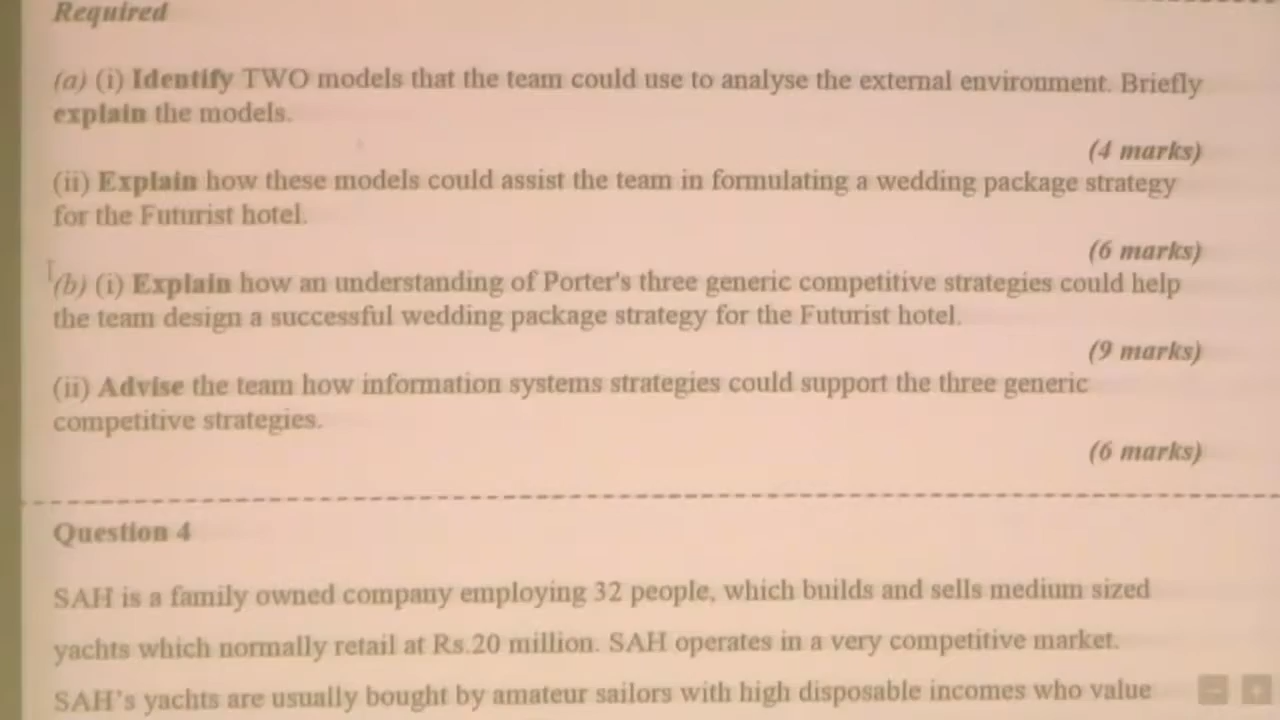 Required
(a) (i) Identify TWO models that the team could use to analyse the external environment. Briefly
explain the models.
(4 marks)
(ii) Explain how these models could assist the team in formulating a wedding package strategy
for the Futurist hotel.
(6 marks)
(b) (i) Explain how an understanding of Porter's three generic competitive strategies could help
the team design a successful wedding package strategy for the Futurist hotel.
(9 marks)
(ii) Advise the team how information systems strategies could support the three generic
competitive strategies.
(6 marks)
Question 4
SAH is a family owned company employing 32 people, which builds and sells medium sized
yachts which normally retail at Rs.20 million. SAH operates in a very competitive market.
SAH's yachts are usually bought by amateur sailors with high disposable incomes who value